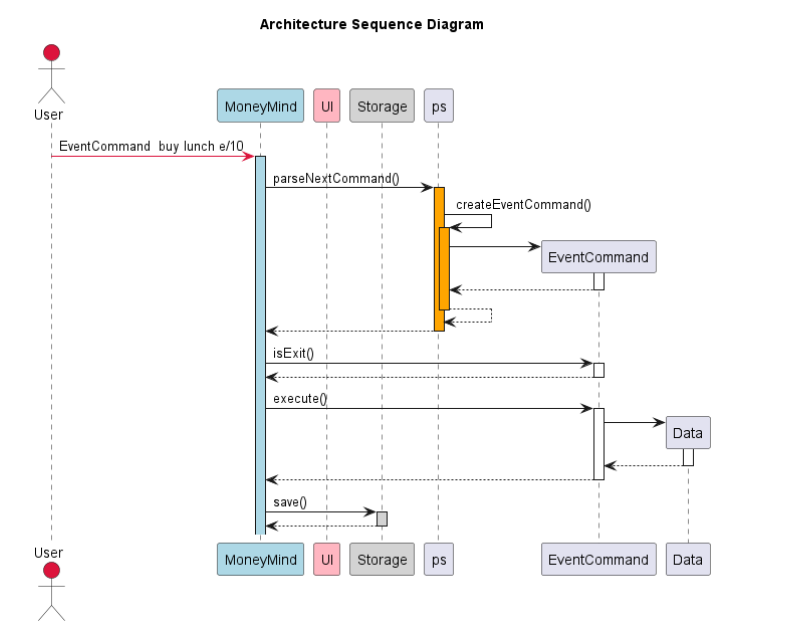 Architecture Sequence Diagram
User
MoneyMind
UI
Storage
ps
EventCommand  buy lunch e/10
parseNextCommand()
createEventCommand()
EventCommand
isExit()
execute()
Data
save()
User
MoneyMind
UI
Storage
ps
EventCommand
Data